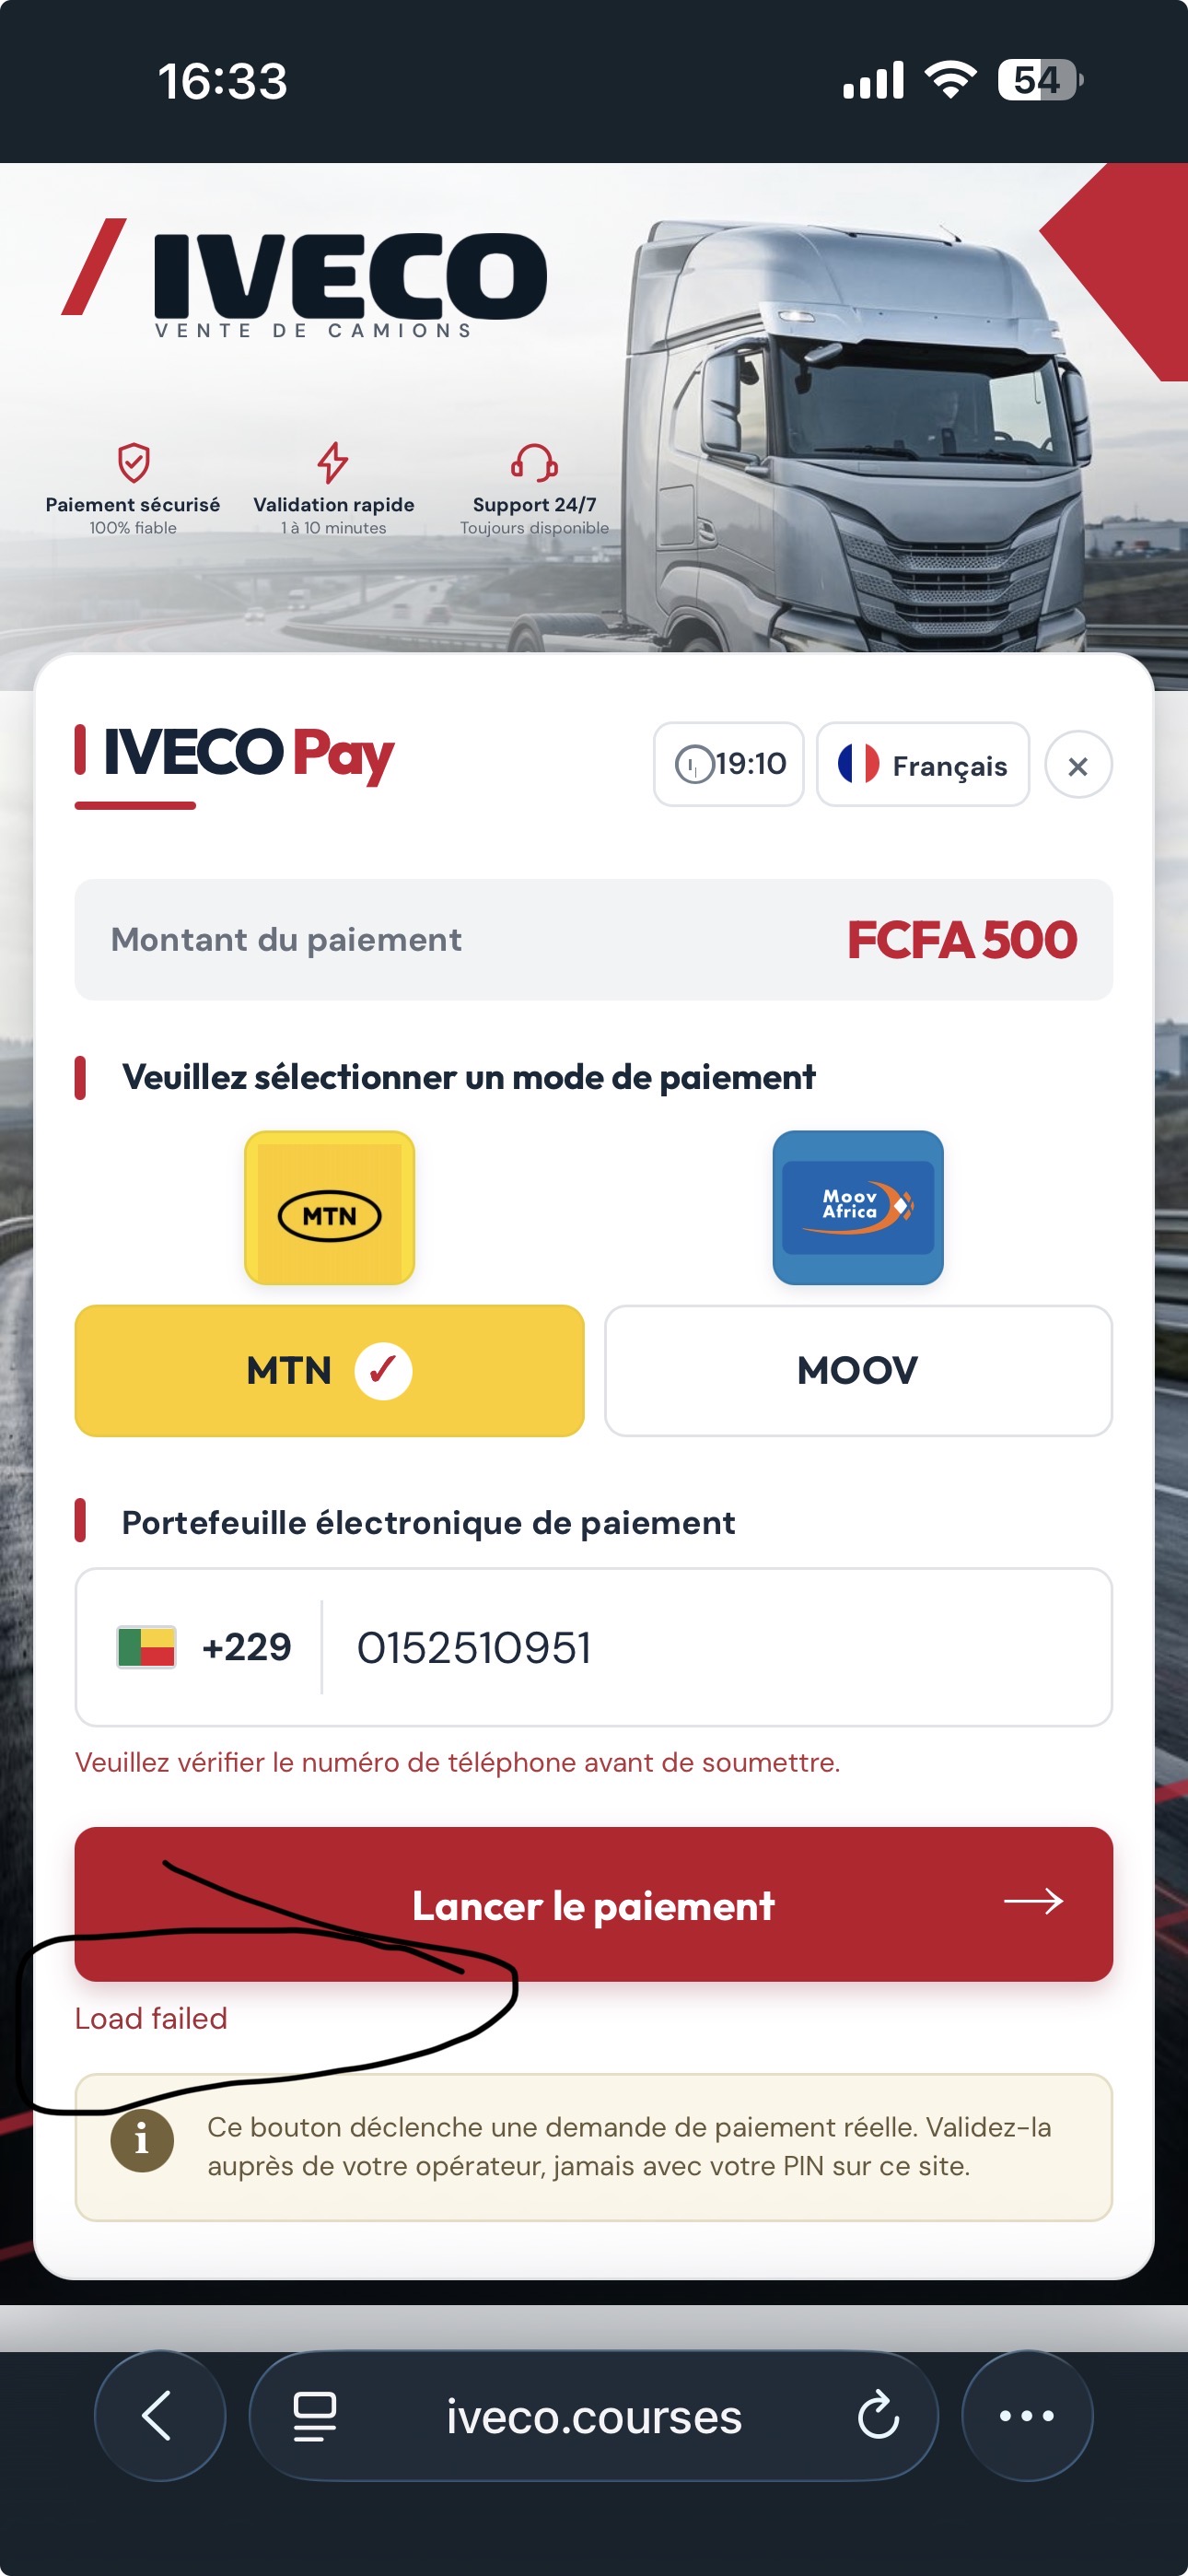 16:33
54
IVECO
VENTE DE CAMIONS
Paiement sécurisé
100% fiable
Validation rapide
1 à 10 minutes
Support 24/7
Toujours disponible
IVECO Pay
19:10
Français
×
Montant du paiement
FCFA 500
Veuillez sélectionner un mode de paiement
MTN
Moov
Africa
MTN ✓
MOOV
Portefeuille électronique de paiement
+229
0152510951
Veuillez vérifier le numéro de téléphone avant de soumettre.
Lancer le paiement →
Load failed
i
Ce bouton déclenche une demande de paiement réelle. Validez-la
auprès de votre opérateur, jamais avec votre PIN sur ce site.
iveco.courses